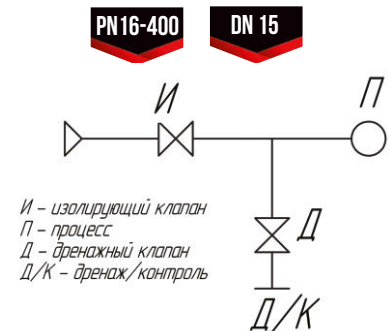 PN16-400 DN 15
И П
И – изолирующий клапан
П – процесс
Д – дренажный клапан
Д/К – дренаж/контроль
Д
Д/К